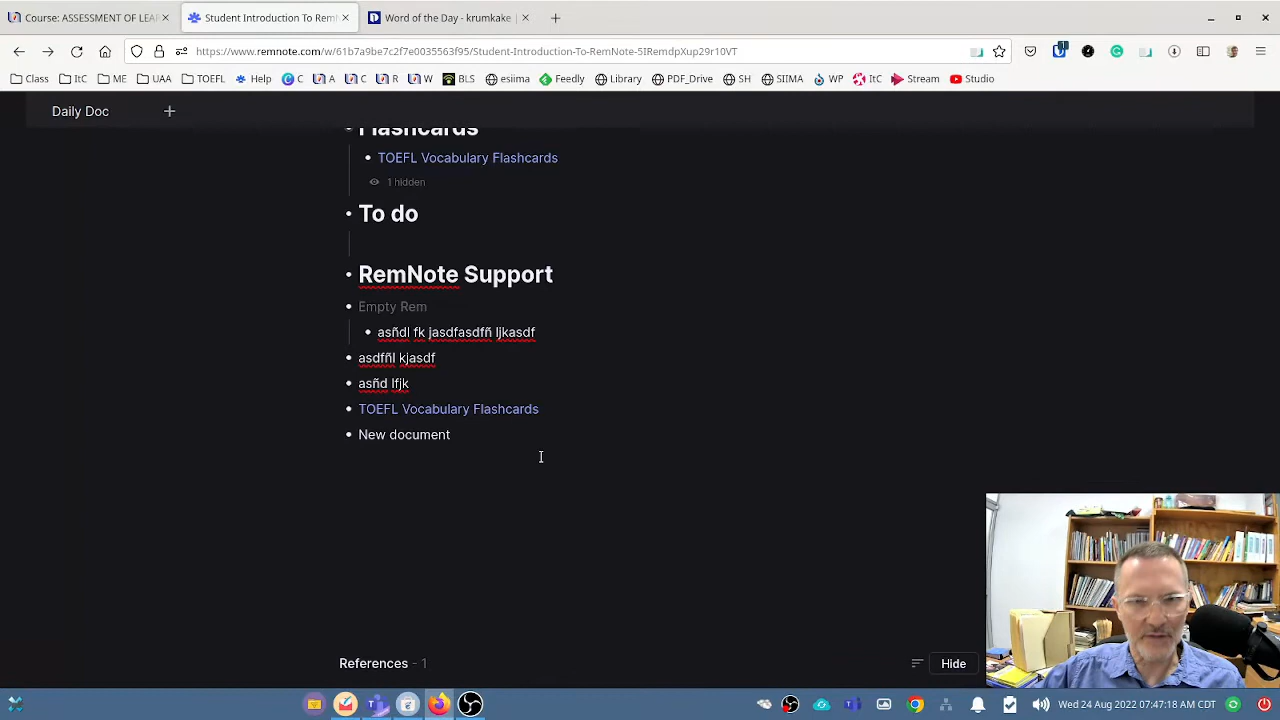 Course: ASSESSMENT OF LEA
Student Introduction To Rem
Word of the Day - krumkake |
https://www.remnote.com/w/61b7a9be7c2f7e0035563f95/Student-Introduction-To-RemNote-5IRemdpXup29r10VT
Class ItC ME UAA TOEFL Help C A C R W BLS esiima Feedly Library PDF_Drive SH SIIMA WP ItC Stream Studio
Daily Doc
Flashcards
TOEFL Vocabulary Flashcards
1 hidden
To do
RemNote Support
Empty Rem
asñdl fk jasdfasdfñ ljkasdf
asdfñl kjasdf
asñd lfjk
TOEFL Vocabulary Flashcards
New document
References - 1
Hide
Wed 24 Aug 2022 07:47:18 AM CDT